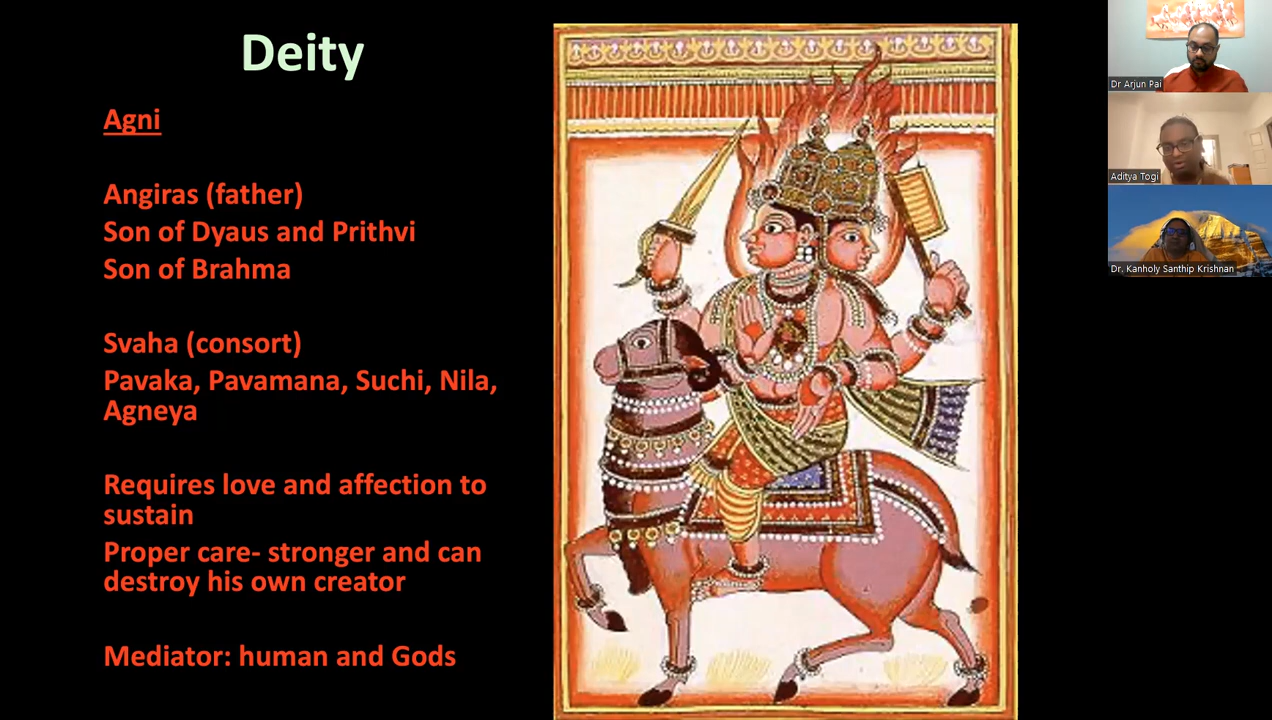 Deity
Agni
Angiras (father)
Son of Dyaus and Prithvi
Son of Brahma
Svaha (consort)
Pavaka, Pavamana, Suchi, Nila,
Agneya
Requires love and affection to
sustain
Proper care- stronger and can
destroy his own creator
Mediator: human and Gods
Dr Arjun Pai
Aditya Togi
Dr. Kanholy Santhip Krishnan